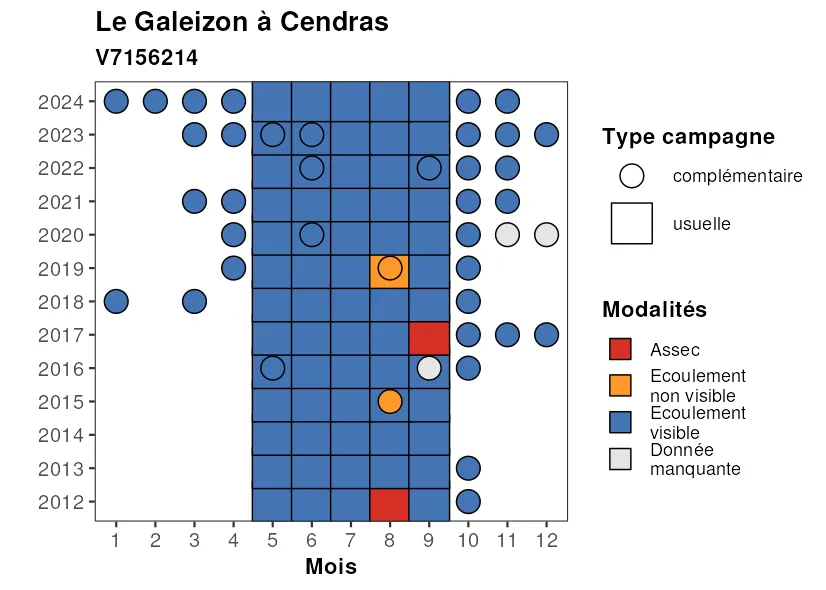 Le Galeizon à Cendras
V7156214
2024
2023
2022
2021
2020
2019
2018
2017
2016
2015
2014
2013
2012
1 2 3 4 5 6 7 8 9 10 11 12
Mois
Type campagne
complémentaire
usuelle
Modalités
Assec
Ecoulement
non visible
Ecoulement
visible
Donnée
manquante